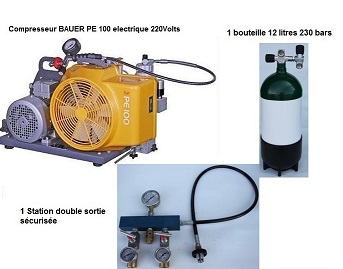 Compresseur BAUER PE 100 electrique 220Volts
1 bouteille 12 litres 230 bars
PE100
1 Station double sortie
sécurisée